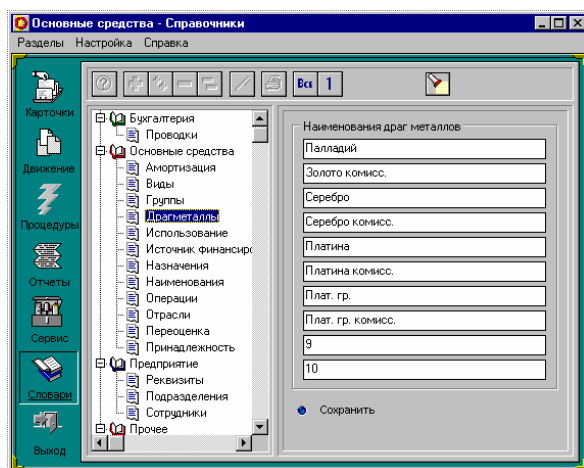 Основные средства - Справочники
Разделы Настройка Справка
Все 1
Карточки
Движение
Процедуры
Отчеты
Сервис
Словари
Выход
Бухгалтерия
Проводки
Основные средства
Амортизация
Виды
Группы
Драгметаллы
Использование
Источник финансиро
Назначения
Наименования
Операции
Отрасли
Переоценка
Принадлежность
Предприятие
Реквизиты
Подразделения
Сотрудники
Прочее
Наименования драг металлов
Палладий
Золото комисс.
Серебро
Серебро комисс.
Платина
Платина комисс.
Плат. гр.
Плат. гр. комисс.
9
10
Сохранить